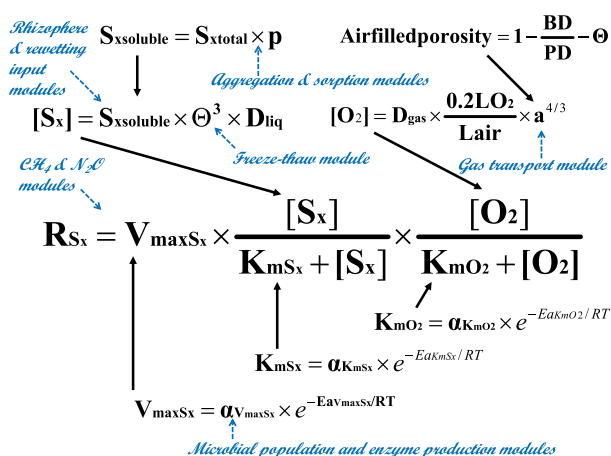 Rhizophere
& rewetting
input
modules
Sxsoluble = Sxtotal × p
Airfilledporosity = 1 - BD/PD - Θ
Aggregation & sorption modules
[Sx] = Sxsoluble × Θ³ × Dliq
[O₂] = Dgas × 0.2LO₂/Lair × a^4/3
Freeze-thaw module
Gas transport module
CH₄ & N₂O
modules
RSx = VmaxSx × [Sx]/(KmSx + [Sx]) × [O₂]/(KmO₂ + [O₂])
KmO₂ = αKmO₂ × e^-EaKmO2/RT
KmSx = αKmSx × e^-EaKmSx/RT
VmaxSx = αVmaxSx × e^-EaVmaxSx/RT
Microbial population and enzyme production modules